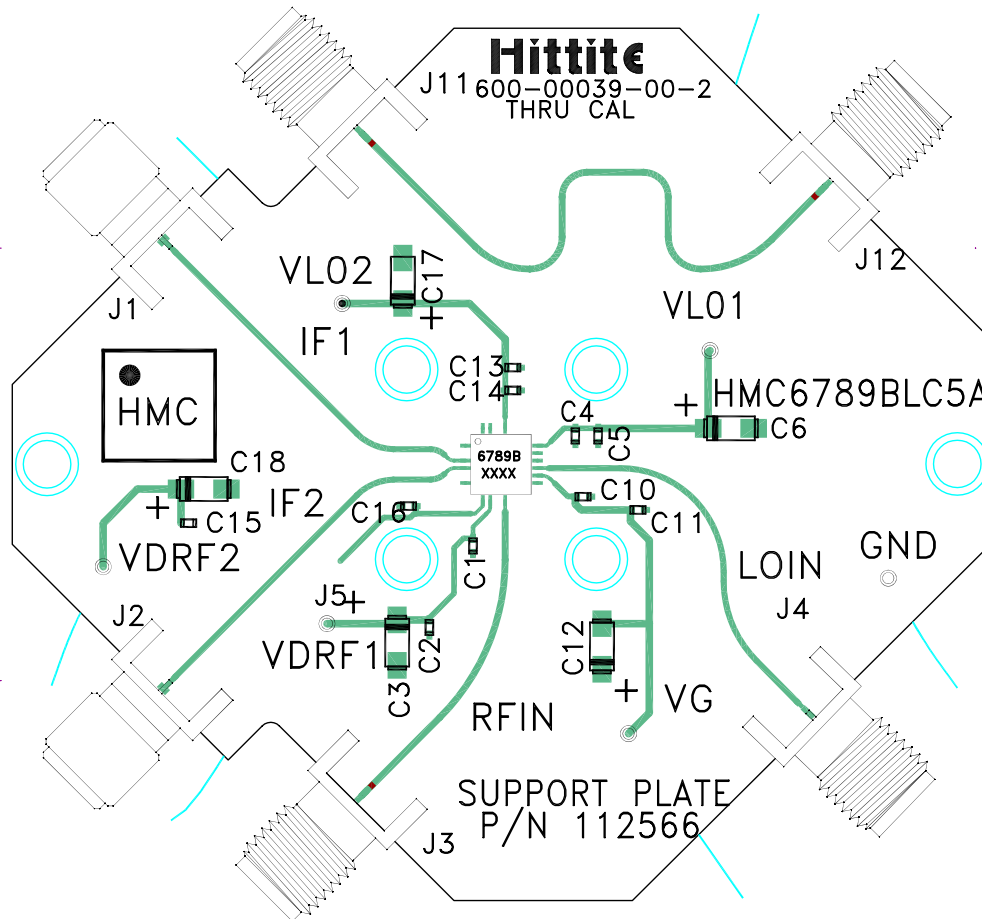 Hittite
J11 600-00039-00-2
THRU CAL
J12
VLO2
C17
+
J1
IF1
VLO1
C13
C14
HMC6789BLC5A
+
HMC
C4
C5
C6
6789B
XXXX
C18
IF2
C10
+
C15
C16
C11
VDRF2
C1
LOIN
GND
J5
+
J2
J4
VDRF1
C2
C12
C3
+
VG
RFIN
SUPPORT PLATE
P/N 112566
J3